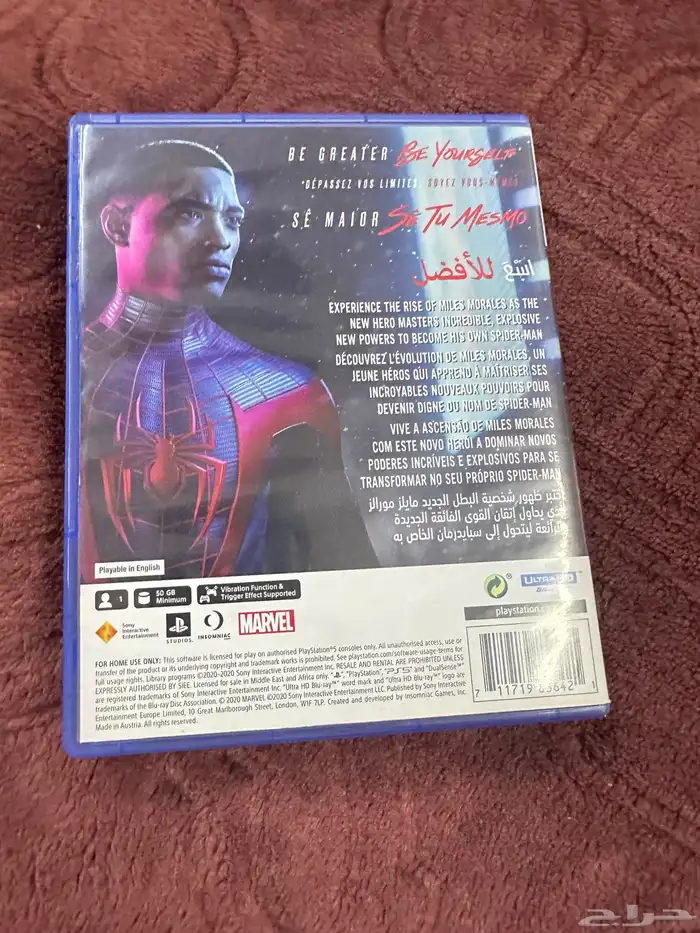 BE GREATER BE YOURSELF
DÉPASSEZ VOS LIMITES, SOYEZ VOUS-MÊMES
SÊ MAIOR SÊ TU MESMO
اسْعَ للأفضل
EXPERIENCE THE RISE OF MILES MORALES AS THE
NEW HERO MASTERS INCREDIBLE, EXPLOSIVE
NEW POWERS TO BECOME HIS OWN SPIDER-MAN
DÉCOUVREZ L'ÉVOLUTION DE MILES MORALES, UN
JEUNE HÉROS QUI APPREND À MAÎTRISER SES
INCROYABLES NOUVEAUX POUVOIRS POUR
DEVENIR DIGNE DU NOM DE SPIDER-MAN
VIVE A ASCENSÃO DE MILES MORALES
COM ESTE NOVO HERÓI A DOMINAR NOVOS
PODERES INCRÍVEIS E EXPLOSIVOS PARA SE
TRANSFORMAR NO SEU PRÓPRIO SPIDER-MAN
ظهور شخصية البطل الجديد مايلز مورالز
يحاول إتقان القوى الفائقة الجديدة
ليتحول إلى سبايدرمان الخاص به
Playable in English
1
50 GB
Minimum
Vibration Function &
Trigger Effect Supported
ULTRA HD
Blu-ray
playstation.
Sony
Interactive
Entertainment
PlayStation
STUDIOS.
INSOMNIAC
GAMES
MARVEL
FOR HOME USE ONLY: This software is licensed for play on authorised PlayStation®5 consoles only. All unauthorised access, use or
transfer of the product or its underlying copyright and trademark works is prohibited. See playstation.com/software-usage-terms for
full usage rights. Library programs ©2020–2020 Sony Interactive Entertainment Inc. RESALE AND RENTAL ARE PROHIBITED UNLESS
EXPRESSLY AUTHORISED BY SIEE. Licensed for sale in Middle East and Africa only. "PS", "PlayStation", "PS5" and "DualSense"
are registered trademarks of Sony Interactive Entertainment Inc. "Ultra HD Blu-ray™" word mark and "Ultra HD Blu-ray™" logo are
trademarks of the Blu-ray Disc Association. © 2020 MARVEL ©2020 Sony Interactive Entertainment LLC. Published by Sony Interactive
Entertainment Europe Limited, 10 Great Marlborough Street, London, W1F 7LP. Created and developed by Insomniac Games, Inc.
Made in Austria. All rights reserved.
7 11719 83642 1
حراج